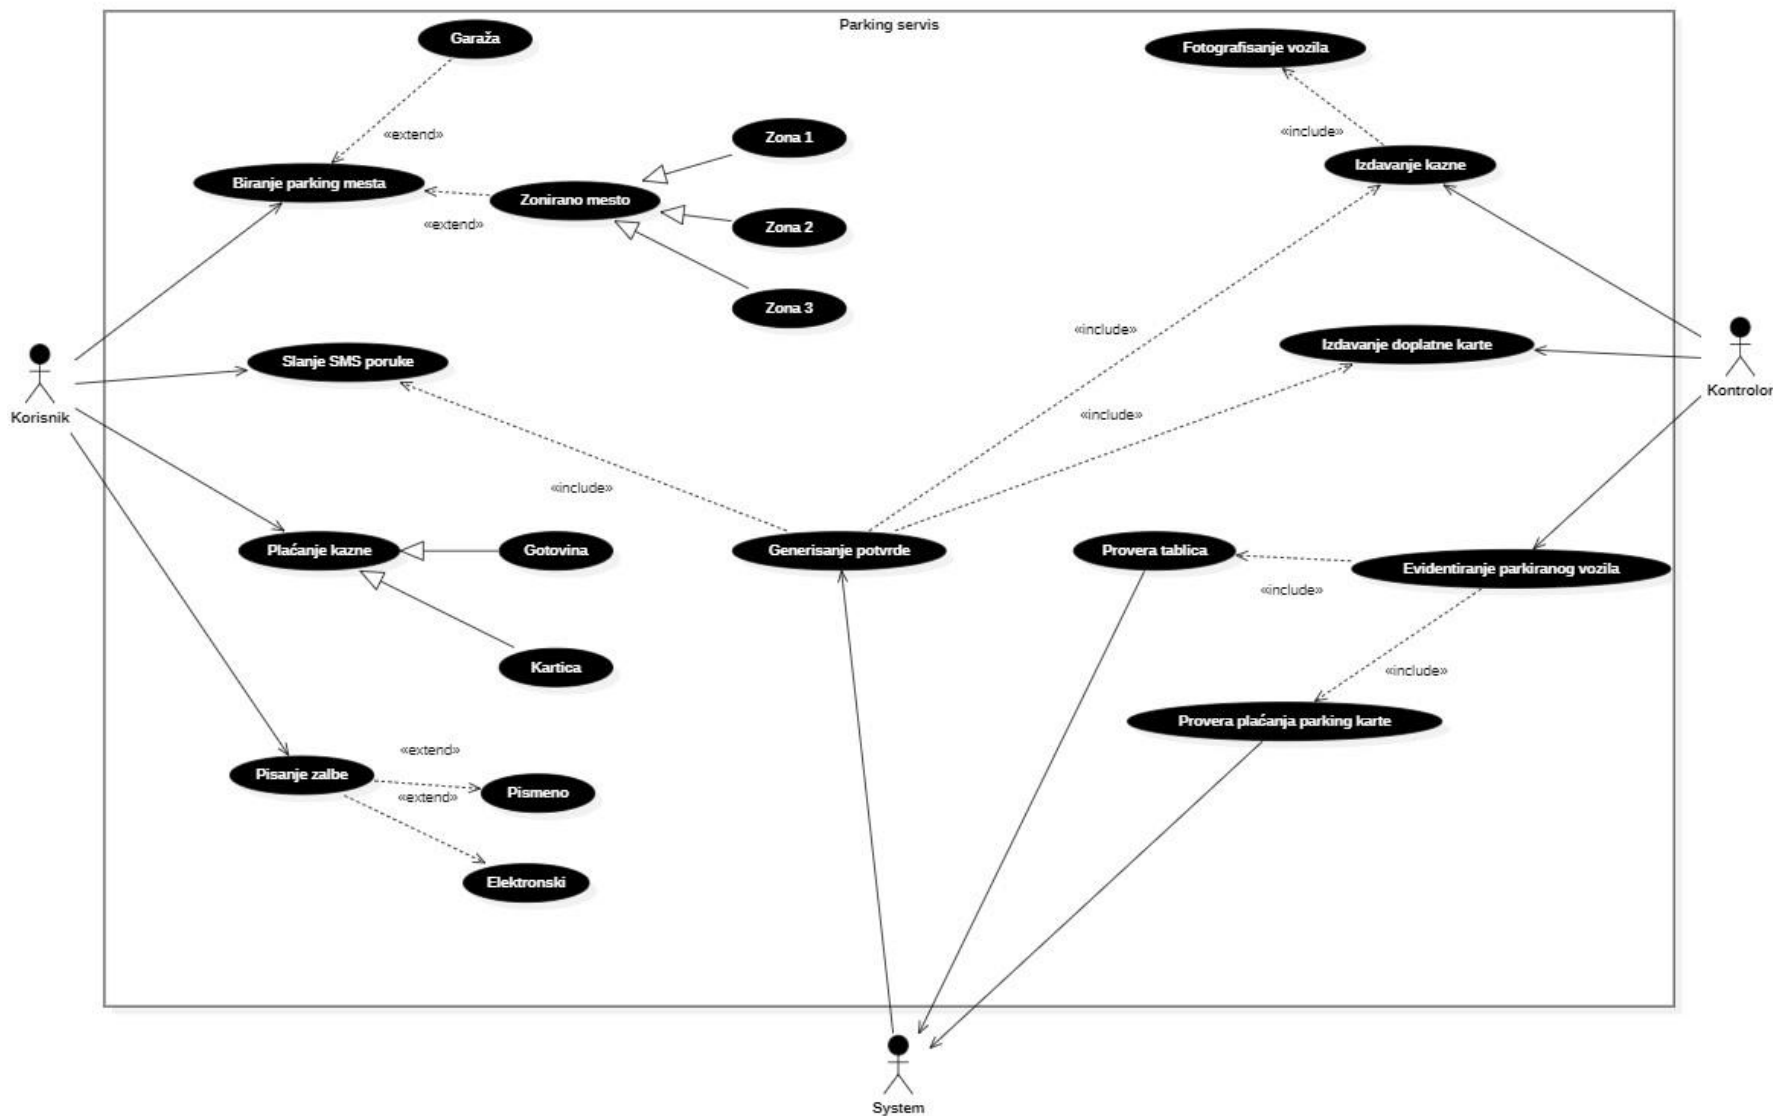 Parking servis
Garaža
Fotografisanje vozila
«extend»
Zona 1
«include»
Biranje parking mesta
Izdavanje kazne
Zonirano mesto
«extend»
Zona 2
Zona 3
«include»
Slanje SMS poruke
Izdavanje doplatne karte
Korisnik
Kontrolor
«include»
«include»
Plaćanje kazne
Gotovina
Generisanje potvrde
Provera tablica
Evidentiranje parkiranog vozila
«include»
Kartica
«include»
Provera plaćanja parking karte
«extend»
Pisanje zalbe
Pismeno
«extend»
Elektronski
System